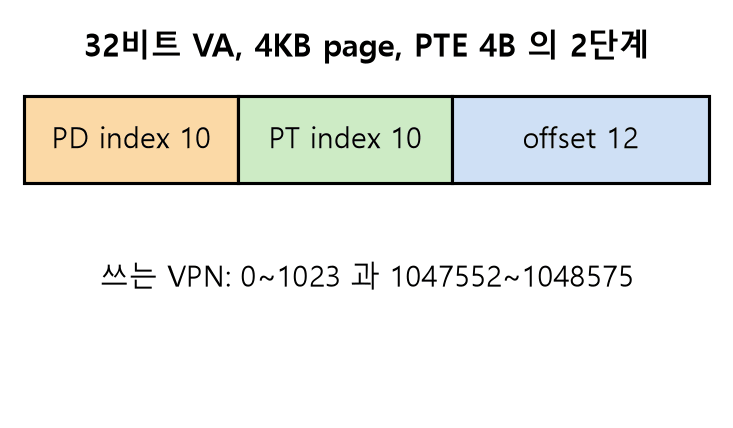 32비트 VA, 4KB page, PTE 4B 의 2단계
PD index 10
PT index 10
offset 12
쓰는 VPN: 0~1023 과 1047552~1048575